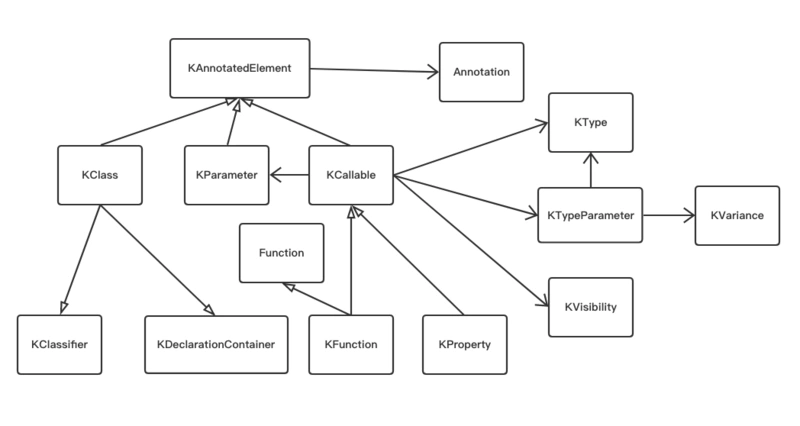 KAnnotatedElement
Annotation
KType
KClass
KParameter
KCallable
KTypeParameter
KVariance
Function
KVisibility
KClassifier
KDeclarationContainer
KFunction
KProperty